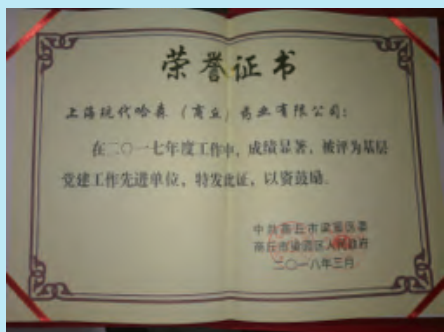 荣誉证书
上海现代哈森（商丘）药业有限公司：
在二〇一七年度工作中，成绩显著，被评为基层
党建工作先进单位，特发此证，以资鼓励。
中共商丘市梁园区委
商丘市梁园区人民政府
二〇一八年三月